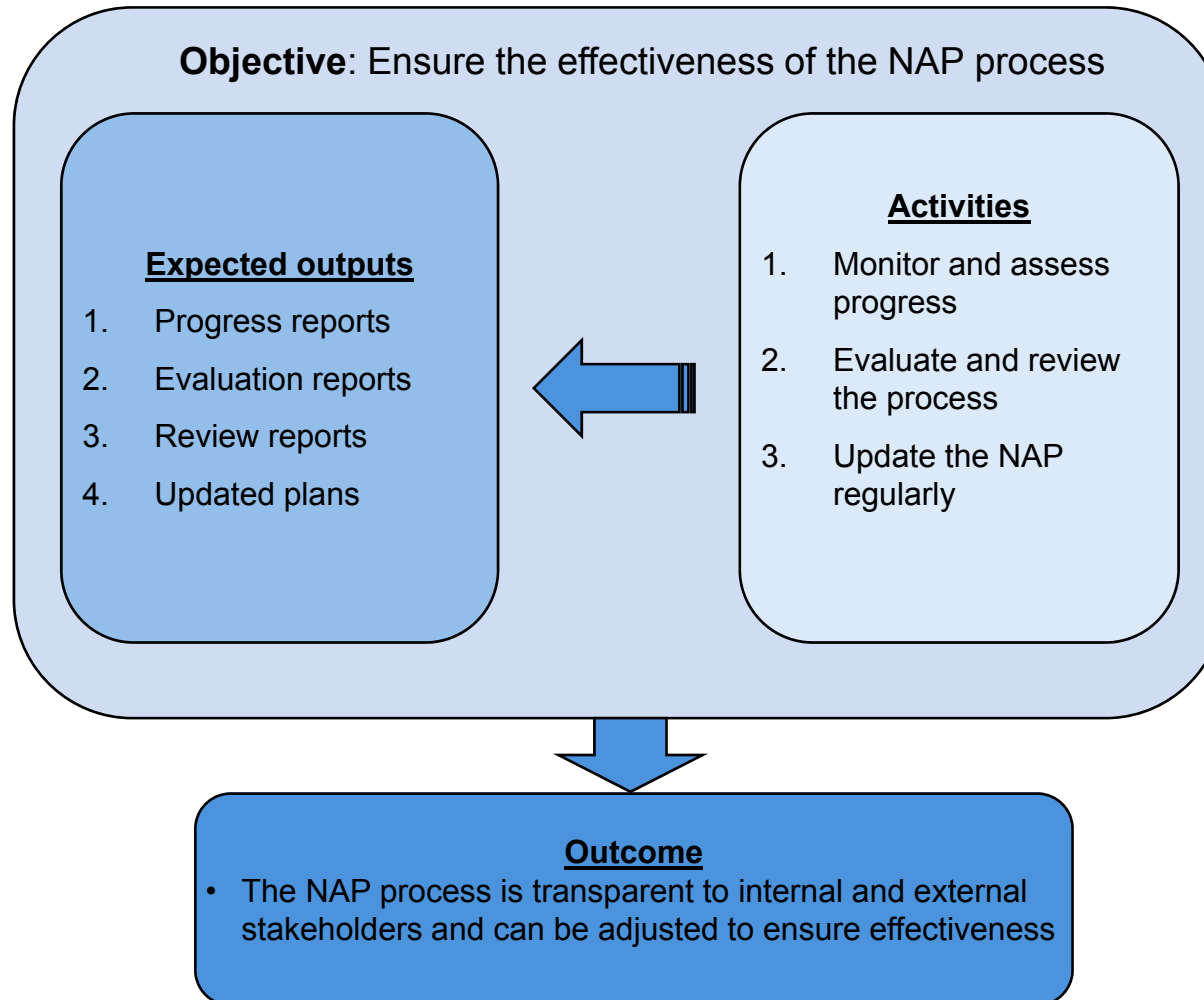 Objective: Ensure the effectiveness of the NAP process
Expected outputs
1. Progress reports
2. Evaluation reports
3. Review reports
4. Updated plans
Activities
1. Monitor and assess
progress
2. Evaluate and review
the process
3. Update the NAP
regularly
Outcome
• The NAP process is transparent to internal and external
stakeholders and can be adjusted to ensure effectiveness